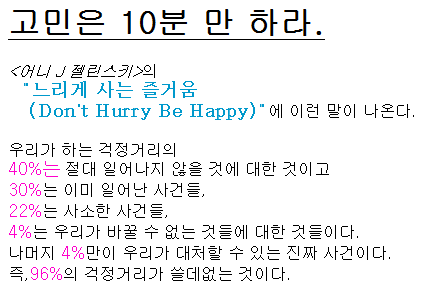 고민은 10분 만 하라.
<어니 J 젤린스키>의
"느리게 사는 즐거움
(Don't Hurry Be Happy)"에 이런 말이 나온다.
우리가 하는 걱정거리의
40%는 절대 일어나지 않을 것에 대한 것이고
30%는 이미 일어난 사건들,
22%는 사소한 사건들,
4%는 우리가 바꿀 수 없는 것들에 대한 것들이다.
나머지 4%만이 우리가 대처할 수 있는 진짜 사건이다.
즉,96%의 걱정거리가 쓸데없는 것이다.